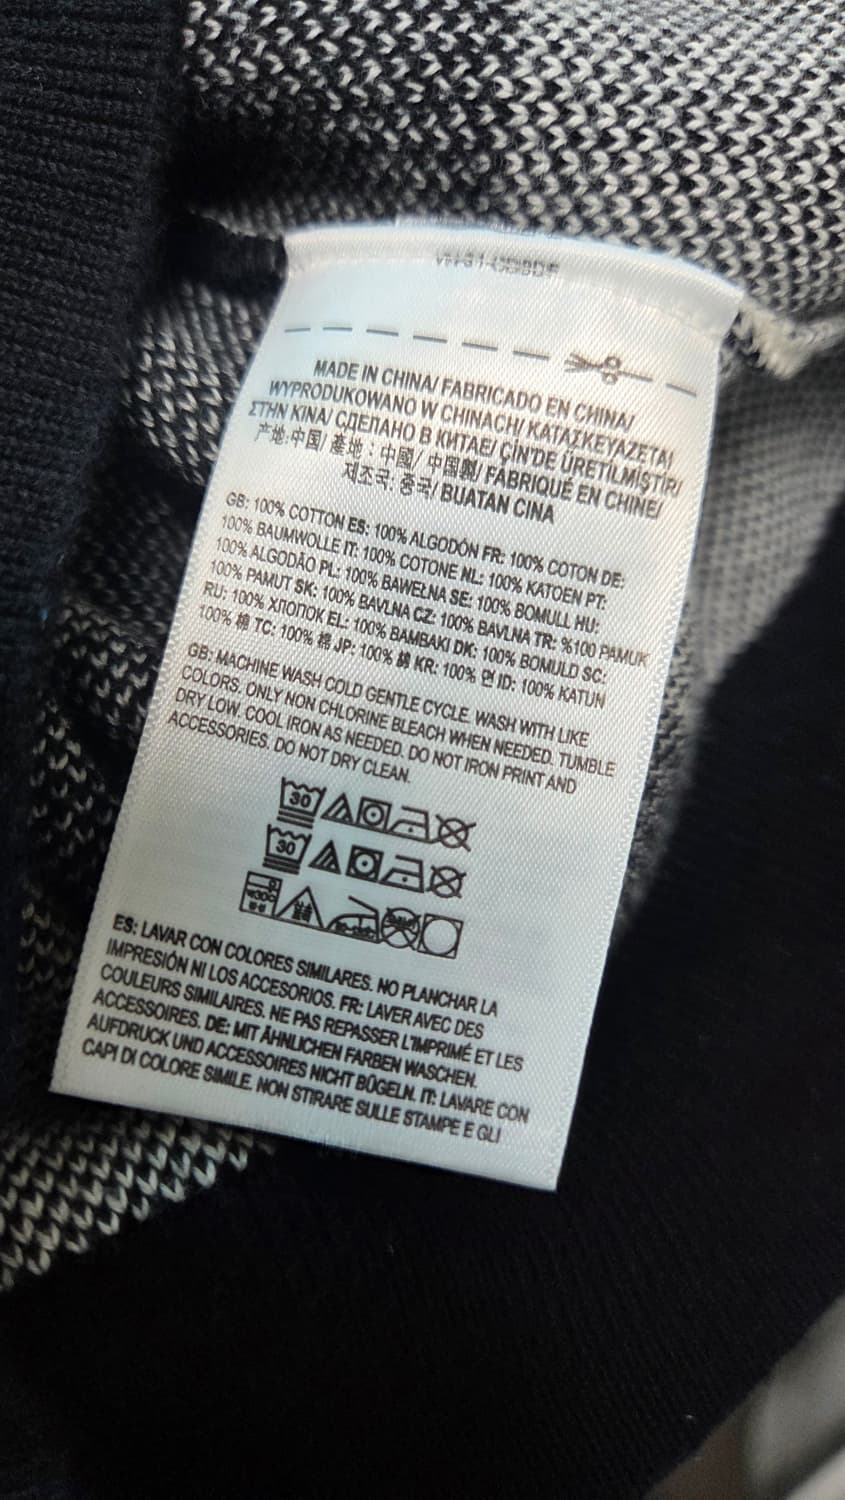 MADE IN CHINA/ FABRICADO EN CHINA/
WYPRODUKOWANO W CHINACH/ ΚΑΤΑΣΚΕΥΑΖΕΤΑΙ
ΣΤΗΝ ΚΙΝΑ/ СДЕЛАНО В КИТАЕ/ ÇİN'DE ÜRETİLMİŞTİR/
产地:中国/ 產地:中國/ 中国製/ FABRIQUÉ EN CHINE/
제조국: 중국/ BUATAN CINA
GB: 100% COTTON ES: 100% ALGODÓN FR: 100% COTON DE:
100% BAUMWOLLE IT: 100% COTONE NL: 100% KATOEN PT:
100% ALGODÃO PL: 100% BAWEŁNA SE: 100% BOMULL HU:
100% PAMUT SK: 100% BAVLNA CZ: 100% BAVLNA TR: %100 PAMUK
RU: 100% ХЛОПОК EL: 100% ΒΑΜΒΑΚΙ DK: 100% BOMULD SC:
100% 棉 TC: 100% 棉 JP: 100% 綿 KR: 100% 면 ID: 100% KATUN
GB: MACHINE WASH COLD GENTLE CYCLE. WASH WITH LIKE
COLORS. ONLY NON CHLORINE BLEACH WHEN NEEDED. TUMBLE
DRY LOW. COOL IRON AS NEEDED. DO NOT IRON PRINT AND
ACCESSORIES. DO NOT DRY CLEAN.
30
30
ES: LAVAR CON COLORES SIMILARES. NO PLANCHAR LA
IMPRESIÓN NI LOS ACCESORIOS. FR: LAVER AVEC DES
COULEURS SIMILAIRES. NE PAS REPASSER L'IMPRIMÉ ET LES
ACCESSOIRES. DE: MIT ÄHNLICHEN FARBEN WASCHEN.
AUFDRUCK UND ACCESSOIRES NICHT BÜGELN. IT: LAVARE CON
CAPI DI COLORE SIMILE. NON STIRARE SULLE STAMPE E GLI